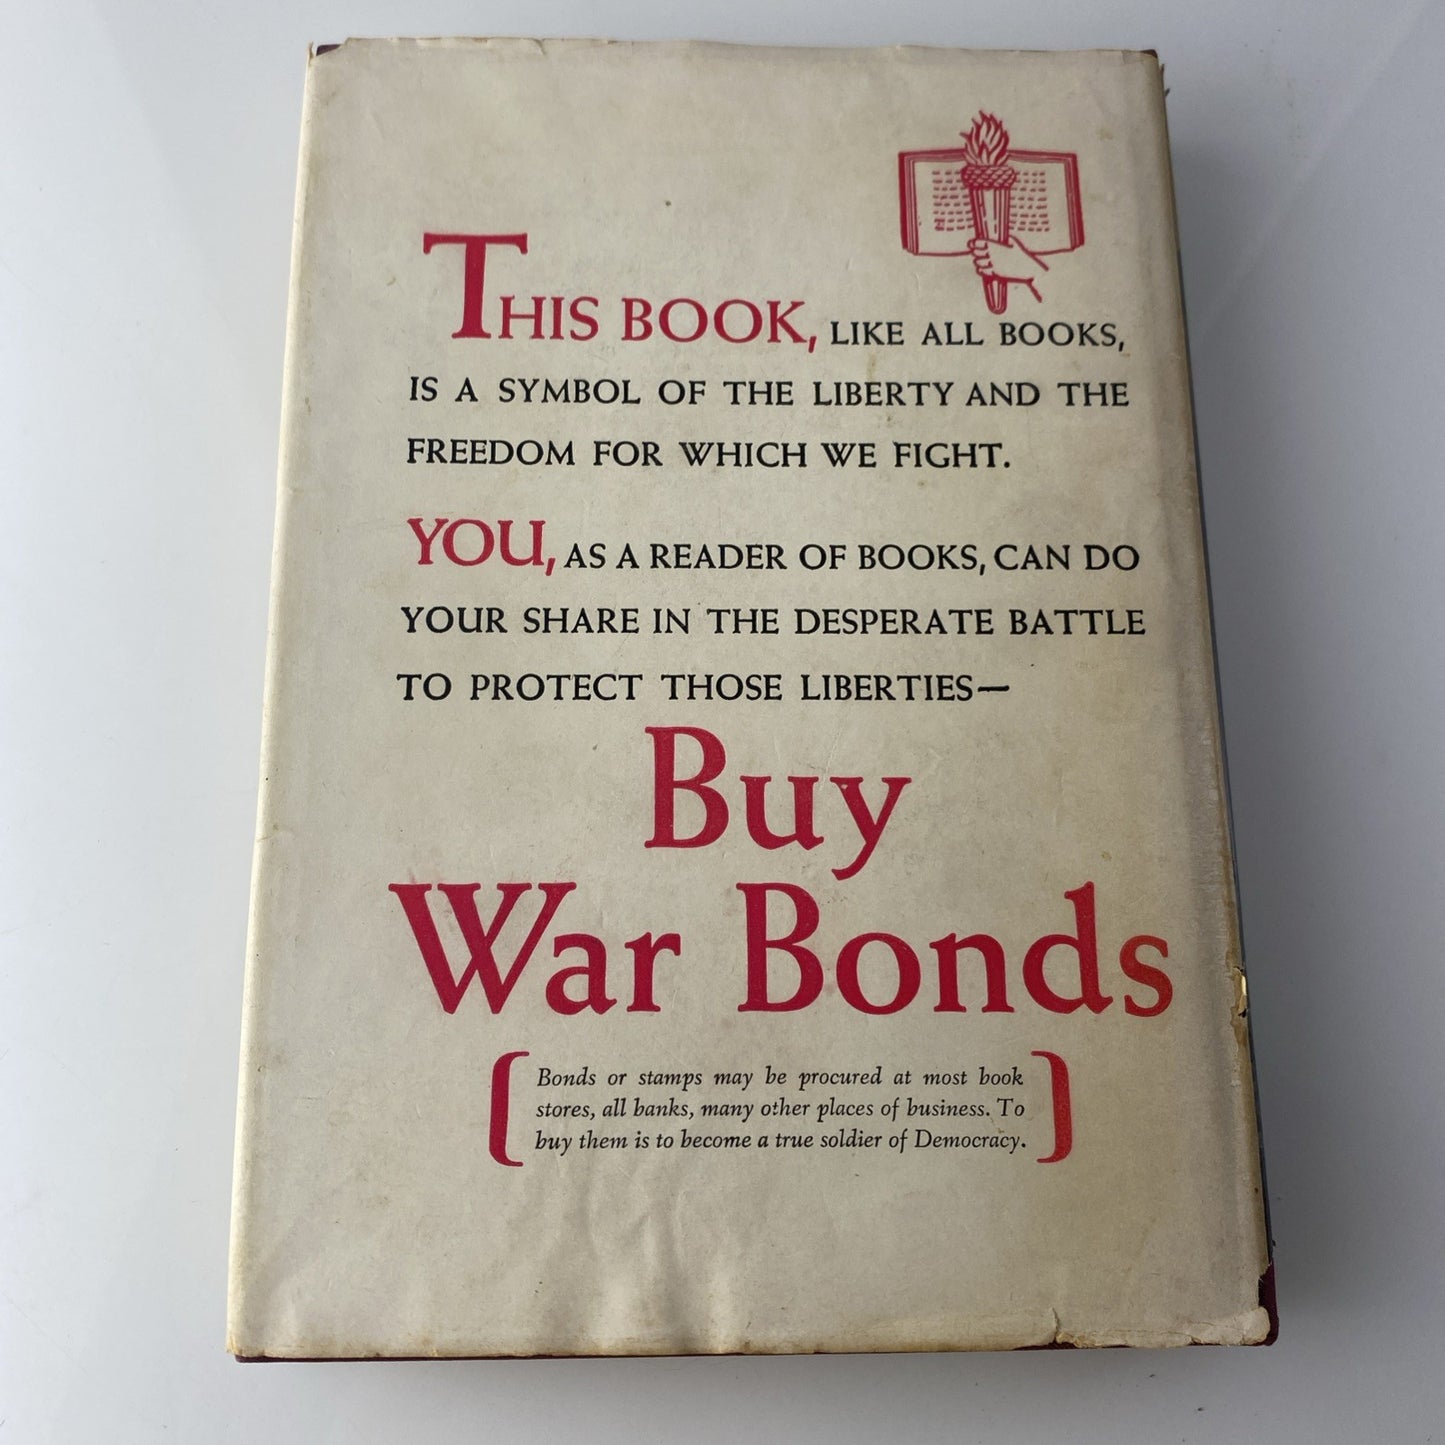 THIS BOOK, LIKE ALL BOOKS,
IS A SYMBOL OF THE LIBERTY AND THE
FREEDOM FOR WHICH WE FIGHT.
YOU, AS A READER OF BOOKS, CAN DO
YOUR SHARE IN THE DESPERATE BATTLE
TO PROTECT THOSE LIBERTIES—
Buy
War Bonds
Bonds or stamps may be procured at most book
stores, all banks, many other places of business. To
buy them is to become a true soldier of Democracy.